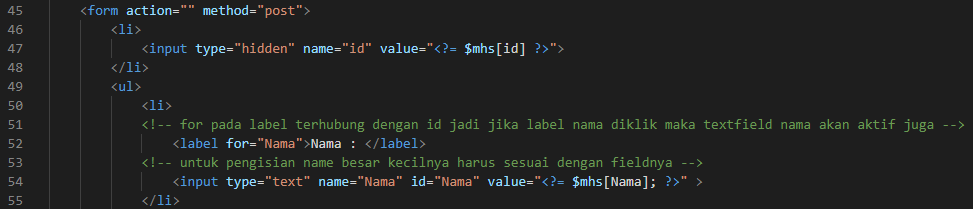 45 <form action="" method="post">
46 <li>
47 <input type="hidden" name="id" value="<?= $mhs[id] ?>">
48 </li>
49 <ul>
50 <li>
51 <!-- for pada label terhubung dengan id jadi jika label nama diklik maka textfield nama akan aktif juga -->
52 <label for="Nama">Nama : </label>
53 <!-- untuk pengisian name besar kecilnya harus sesuai dengan fieldnya -->
54 <input type="text" name="Nama" id="Nama" value="<?= $mhs[Nama]; ?>" >
55 </li>